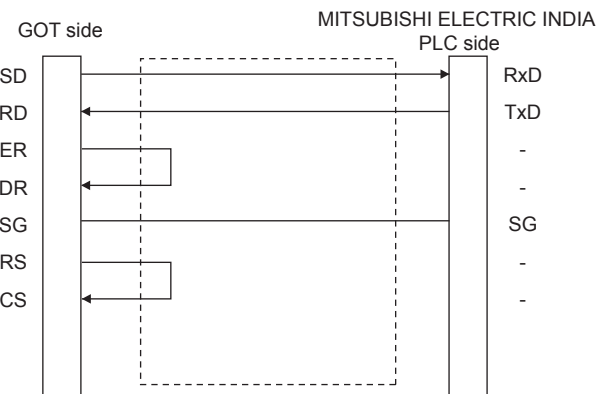 MITSUBISHI ELECTRIC INDIA
GOT side
PLC side
SD RxD
RD TxD
ER -
DR -
SG SG
RS -
CS -